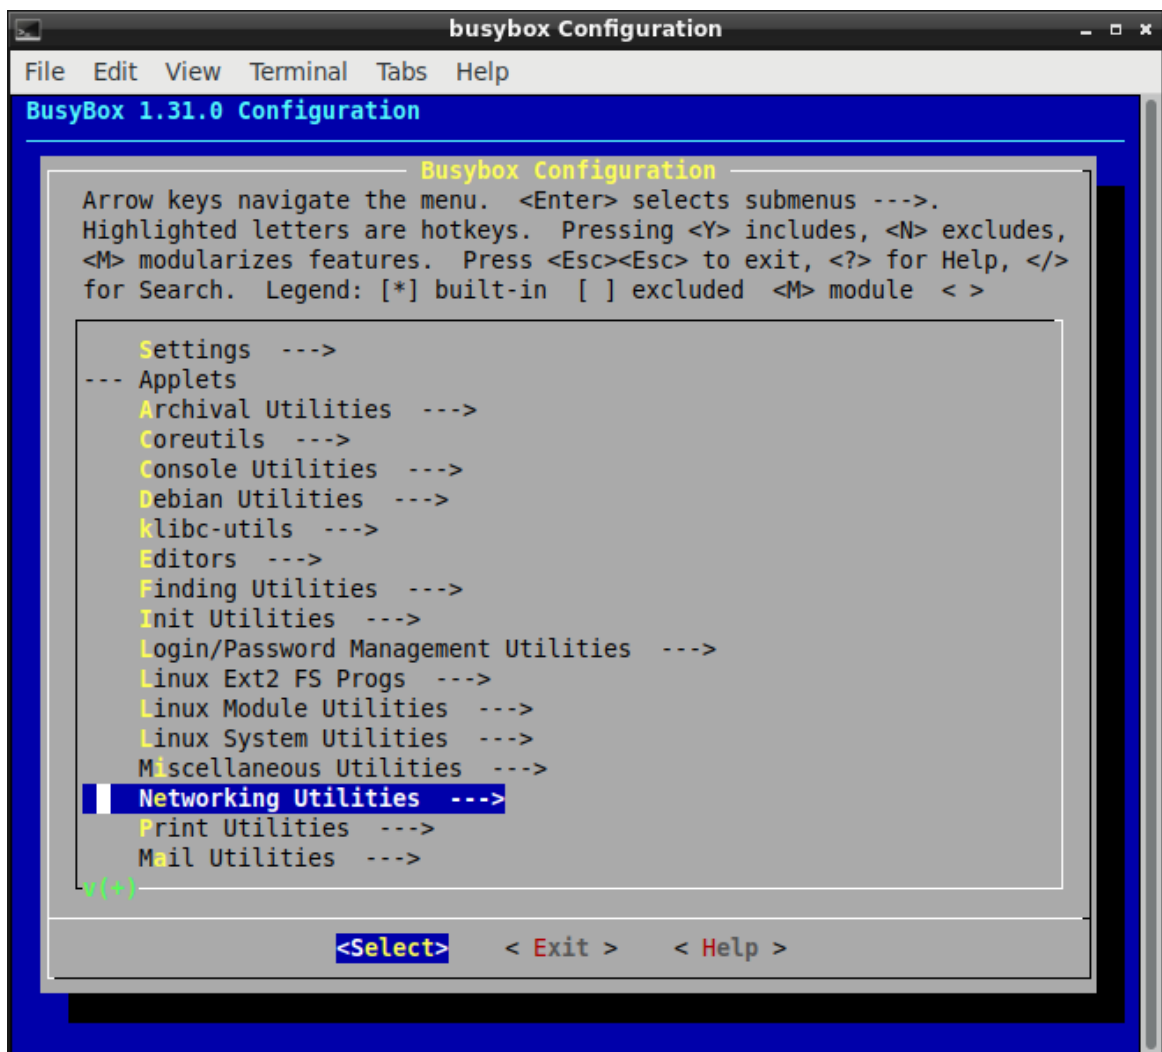 busybox Configuration
File Edit View Terminal Tabs Help
BusyBox 1.31.0 Configuration
Busybox Configuration
Arrow keys navigate the menu. <Enter> selects submenus --->.
Highlighted letters are hotkeys. Pressing <Y> includes, <N> excludes,
<M> modularizes features. Press <Esc><Esc> to exit, <?> for Help, </>
for Search. Legend: [*] built-in [ ] excluded <M> module < >
Settings --->
--- Applets
Archival Utilities --->
Coreutils --->
Console Utilities --->
Debian Utilities --->
klibc-utils --->
Editors --->
Finding Utilities --->
Init Utilities --->
Login/Password Management Utilities --->
Linux Ext2 FS Progs --->
Linux Module Utilities --->
Linux System Utilities --->
Miscellaneous Utilities --->
Networking Utilities --->
Print Utilities --->
Mail Utilities --->
v(+)
<Select> < Exit > < Help >